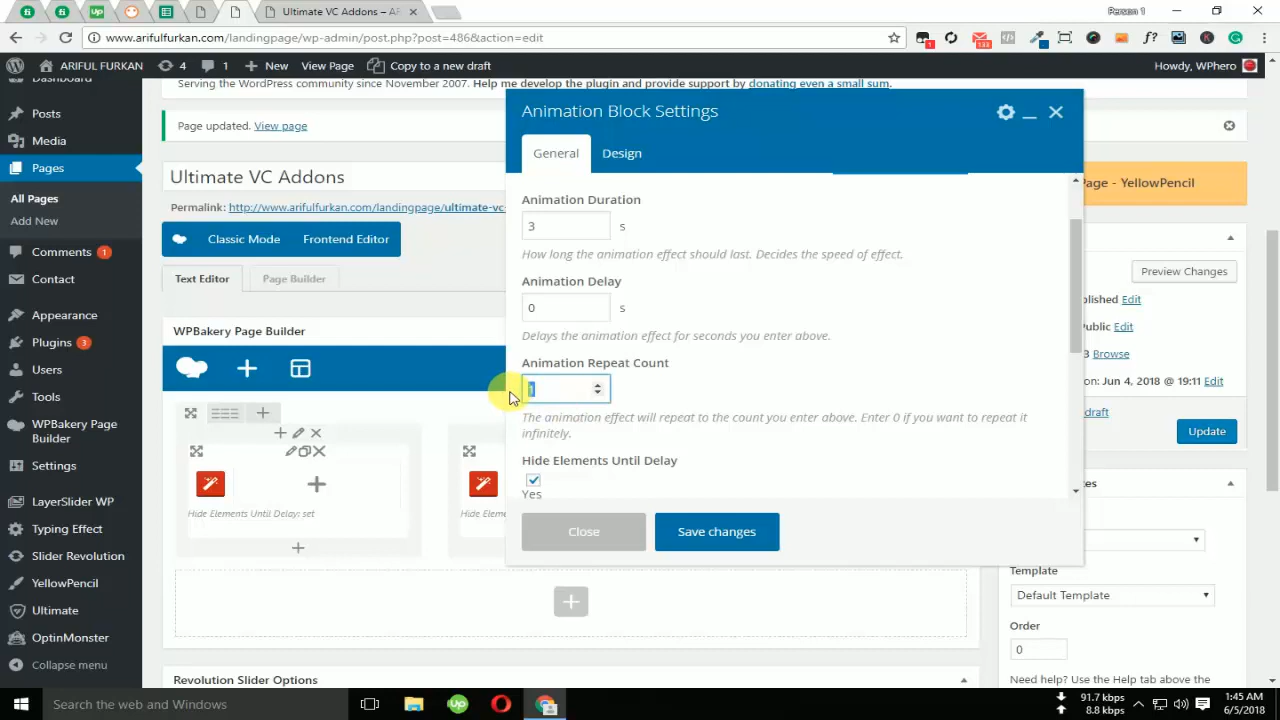 Ultimate VC Addons – A
Person 1
www.arifulfurkan.com/landingpage/wp-admin/post.php?post=486&action=edit
1
133
ARIFUL FURKAN
4
1
New
View Page
Copy to a new draft
Howdy, WPhero
Dashboard
Posts
Media
Pages
All Pages
Add New
Comments 1
Contact
Appearance
Plugins 3
Users
Tools
WPBakery Page
Builder
Settings
LayerSlider WP
Typing Effect
Slider Revolution
YellowPencil
Ultimate
OptinMonster
Collapse menu
Serving the WordPress community since November 2007. Help me develop the plugin and provide support by donating even a small sum.
Page updated. View page
Ultimate VC Addons
Permalink: http://www.arifulfurkan.com/landingpage/ultimate-vc-
Classic Mode
Frontend Editor
Text Editor
Page Builder
WPBakery Page Builder
Hide Elements Until Delay: set
Hide Eleme
Revolution Slider Options
Animation Block Settings
General
Design
Animation Duration
3 s
How long the animation effect should last. Decides the speed of effect.
Animation Delay
0 s
Delays the animation effect for seconds you enter above.
Animation Repeat Count
1
The animation effect will repeat to the count you enter above. Enter 0 if you want to repeat it
infinitely.
Hide Elements Until Delay
Yes
Close
Save changes
Page - YellowPencil
Preview Changes
blished Edit
Public Edit
3 Browse
on: Jun 4, 2018 @ 19:11 Edit
draft
Update
tes
Template
Default Template
Order
0
Need help? Use the Help tab above the
Search the web and Windows
91.7 kbps
8.8 kbps
1:45 AM
6/5/2018